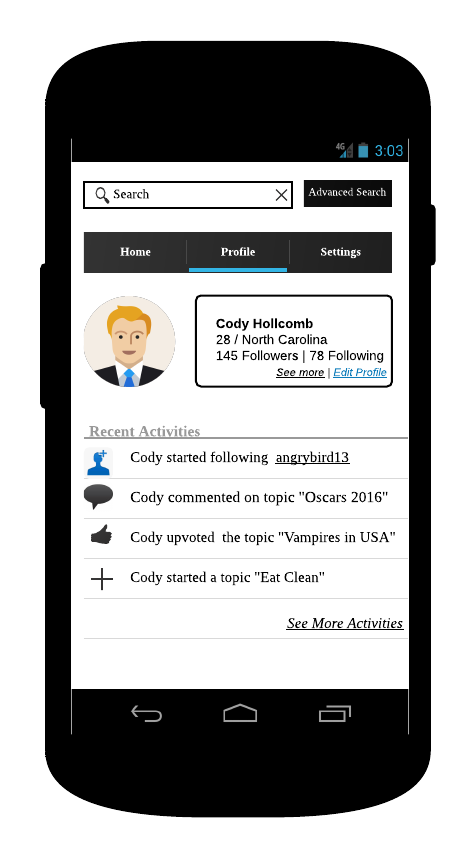 4G 3:03
Search
Advanced Search
Home Profile Settings
Cody Hollcomb
28 / North Carolina
145 Followers | 78 Following
See more | Edit Profile
Recent Activities
Cody started following angrybird13
Cody commented on topic "Oscars 2016"
Cody upvoted the topic "Vampires in USA"
Cody started a topic "Eat Clean"
See More Activities